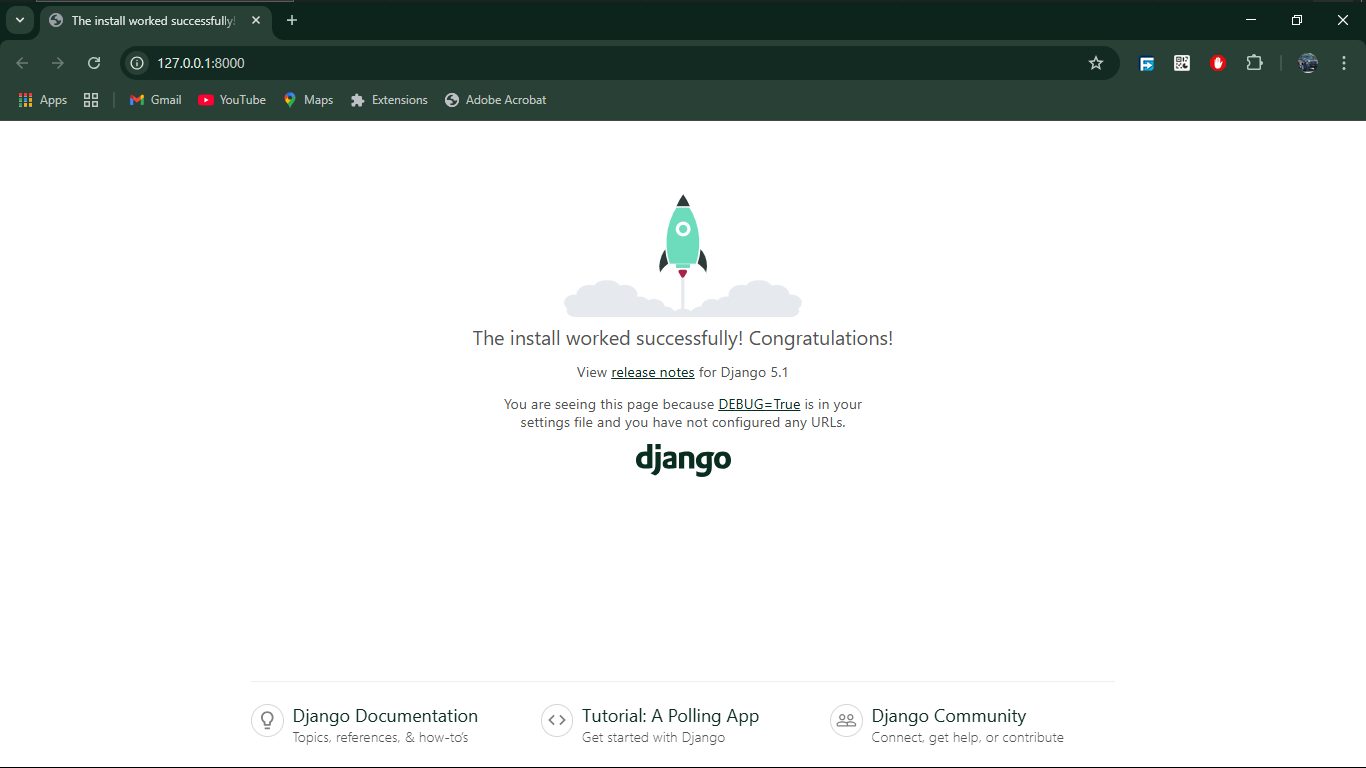 The install worked successfully!
127.0.0.1:8000
Apps
Gmail
YouTube
Maps
Extensions
Adobe Acrobat
The install worked successfully! Congratulations!
View release notes for Django 5.1
You are seeing this page because DEBUG=True is in your
settings file and you have not configured any URLs.
django
Django Documentation
Topics, references, & how-to's
Tutorial: A Polling App
Get started with Django
Django Community
Connect, get help, or contribute